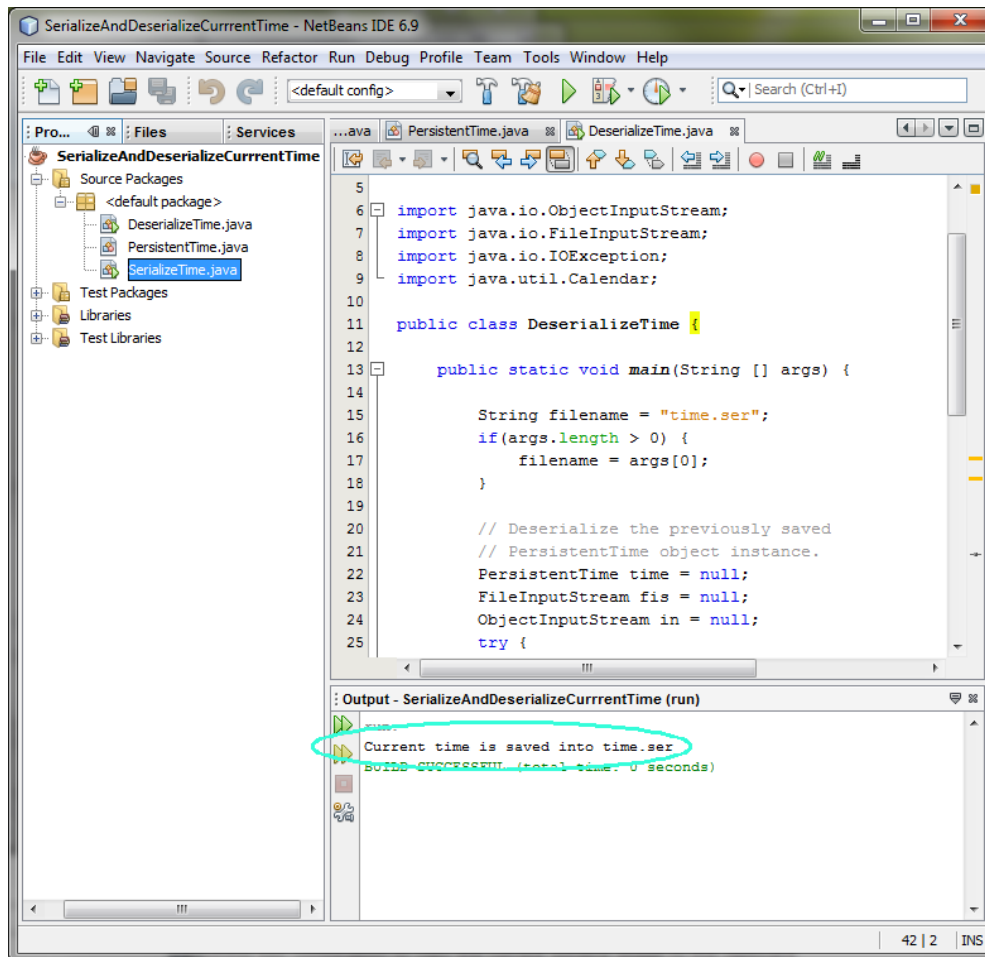 SerializeAndDeserializeCurrrentTime - NetBeans IDE 6.9
File Edit View Navigate Source Refactor Run Debug Profile Team Tools Window Help
<default config>
Search (Ctrl+I)
Pro... Files Services
SerializeAndDeserializeCurrrentTime
Source Packages
<default package>
DeserializeTime.java
PersistentTime.java
SerializeTime.java
Test Packages
Libraries
Test Libraries
...ava PersistentTime.java DeserializeTime.java
5
6 import java.io.ObjectInputStream;
7 import java.io.FileInputStream;
8 import java.io.IOException;
9 import java.util.Calendar;
10
11 public class DeserializeTime {
12
13 public static void main(String [] args) {
14
15 String filename = "time.ser";
16 if(args.length > 0) {
17 filename = args[0];
18 }
19
20 // Deserialize the previously saved
21 // PersistentTime object instance.
22 PersistentTime time = null;
23 FileInputStream fis = null;
24 ObjectInputStream in = null;
25 try {
Output - SerializeAndDeserializeCurrrentTime (run)
run:
Current time is saved into time.ser
BUILD SUCCESSFUL (total time: 0 seconds)
42 | 2 INS